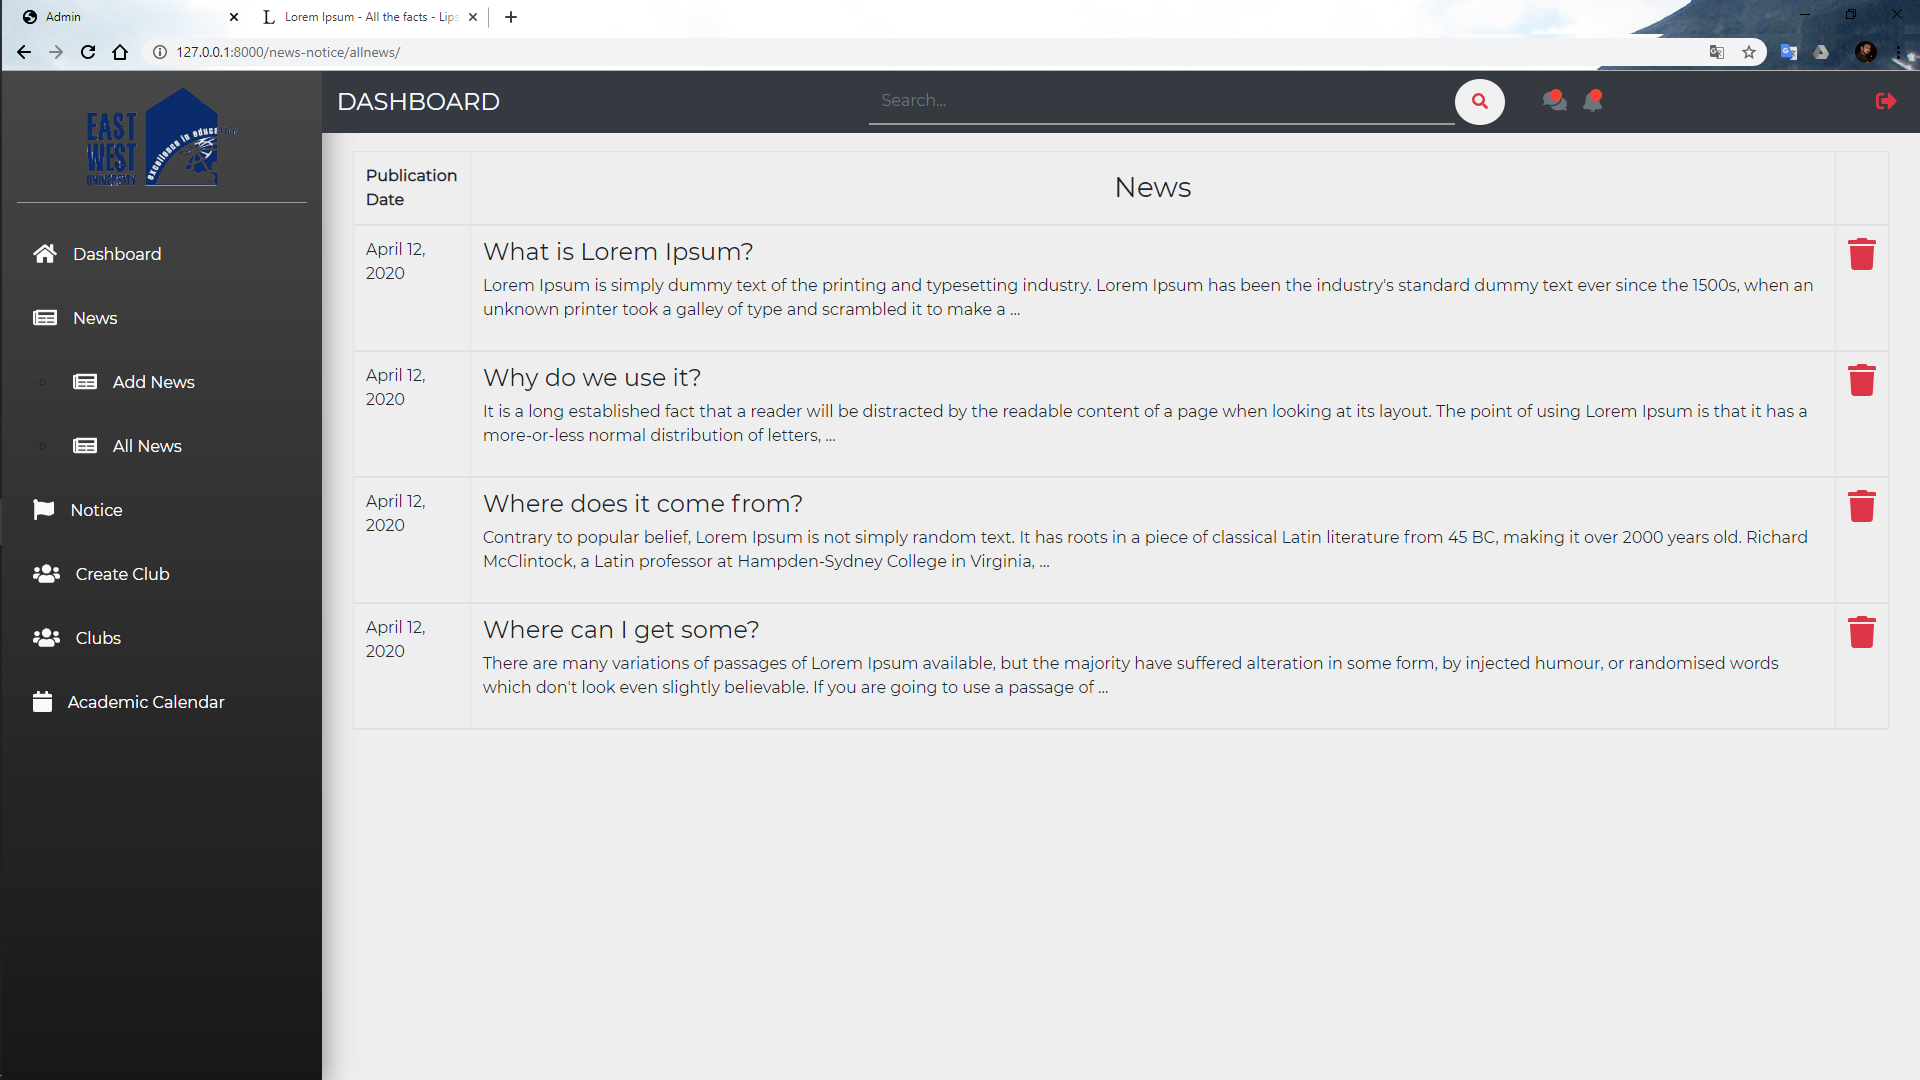 Admin
Lorem Ipsum - All the facts - Lips
127.0.0.1:8000/news-notice/allnews/
EAST
WEST
UNIVERSITY
excellence in education
DASHBOARD
Search...
Dashboard
News
Add News
All News
Notice
Create Club
Clubs
Academic Calendar
Publication
Date
News
April 12,
2020
What is Lorem Ipsum?
Lorem Ipsum is simply dummy text of the printing and typesetting industry. Lorem Ipsum has been the industry's standard dummy text ever since the 1500s, when an
unknown printer took a galley of type and scrambled it to make a ...
April 12,
2020
Why do we use it?
It is a long established fact that a reader will be distracted by the readable content of a page when looking at its layout. The point of using Lorem Ipsum is that it has a
more-or-less normal distribution of letters, ...
April 12,
2020
Where does it come from?
Contrary to popular belief, Lorem Ipsum is not simply random text. It has roots in a piece of classical Latin literature from 45 BC, making it over 2000 years old. Richard
McClintock, a Latin professor at Hampden-Sydney College in Virginia, ...
April 12,
2020
Where can I get some?
There are many variations of passages of Lorem Ipsum available, but the majority have suffered alteration in some form, by injected humour, or randomised words
which don't look even slightly believable. If you are going to use a passage of ...